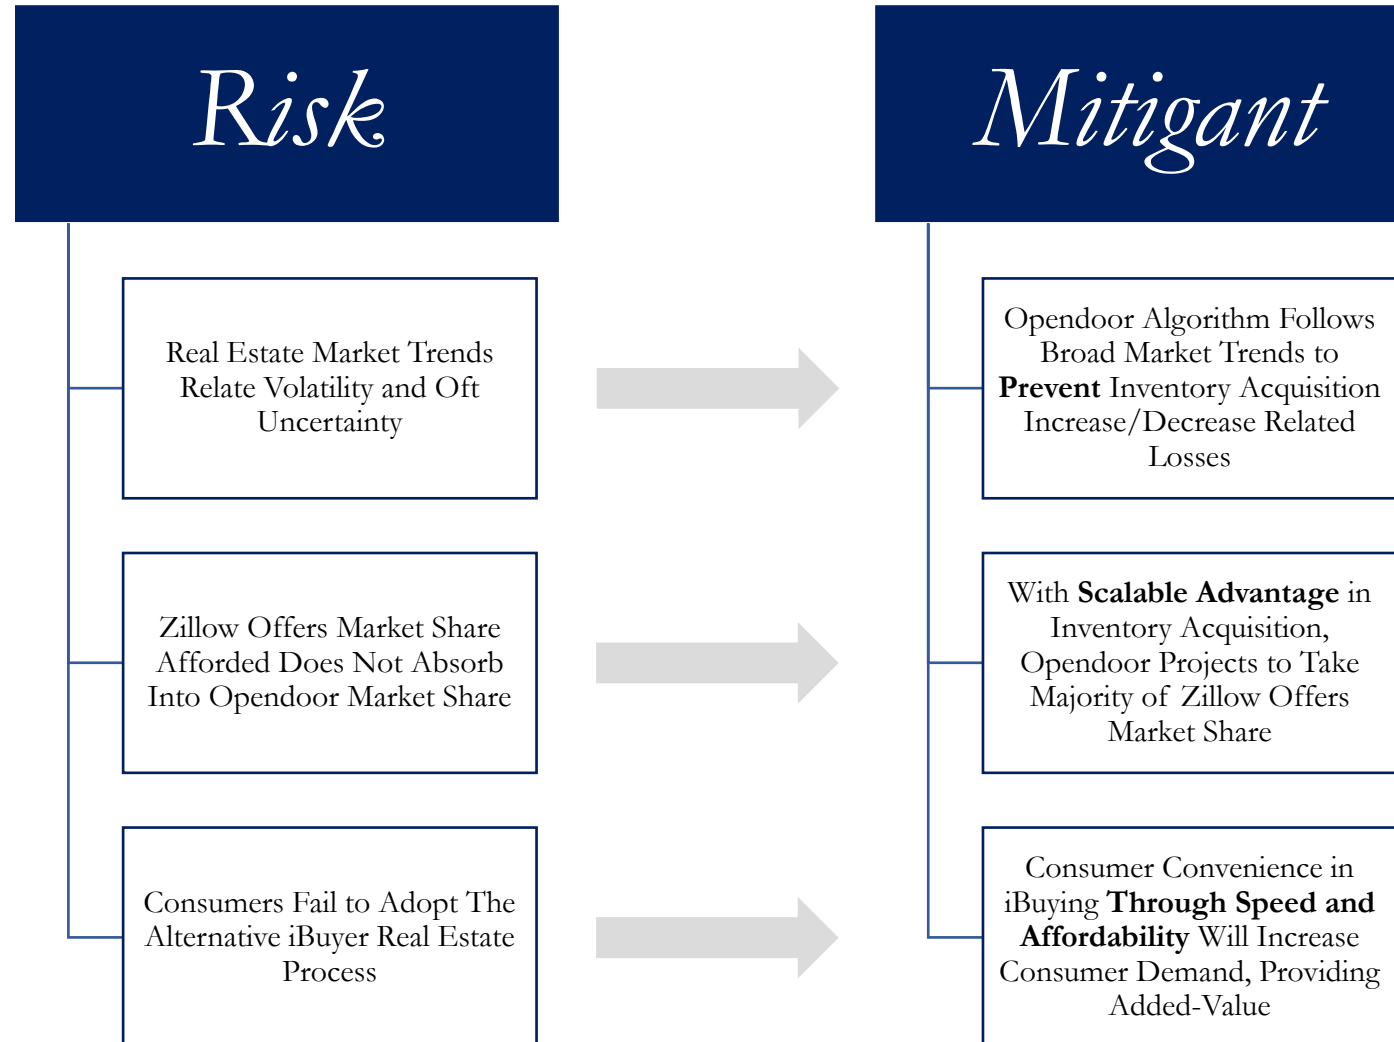 Risk
Mitigant
Real Estate Market Trends
Relate Volatility and Oft
Uncertainty
Opendoor Algorithm Follows
Broad Market Trends to
Prevent Inventory Acquisition
Increase/Decrease Related
Losses
Zillow Offers Market Share
Afforded Does Not Absorb
Into Opendoor Market Share
With Scalable Advantage in
Inventory Acquisition,
Opendoor Projects to Take
Majority of Zillow Offers
Market Share
Consumers Fail to Adopt The
Alternative iBuyer Real Estate
Process
Consumer Convenience in
iBuying Through Speed and
Affordability Will Increase
Consumer Demand, Providing
Added-Value